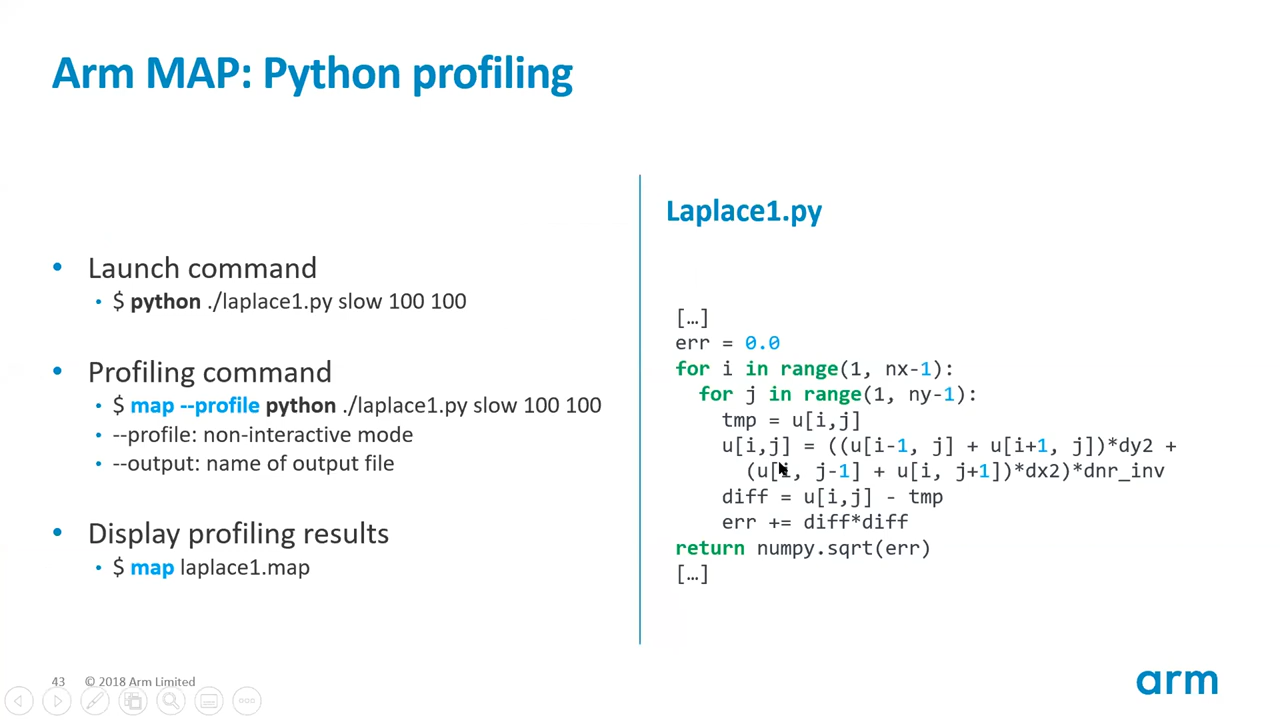 Arm MAP: Python profiling
• Launch command
• $ python ./laplace1.py slow 100 100
• Profiling command
• $ map --profile python ./laplace1.py slow 100 100
• --profile: non-interactive mode
• --output: name of output file
• Display profiling results
• $ map laplace1.map
Laplace1.py
[…]
err = 0.0
for i in range(1, nx-1):
for j in range(1, ny-1):
tmp = u[i,j]
u[i,j] = ((u[i-1, j] + u[i+1, j])*dy2 +
(u[i, j-1] + u[i, j+1])*dx2)*dnr_inv
diff = u[i,j] - tmp
err += diff*diff
return numpy.sqrt(err)
[…]
43 © 2018 Arm Limited
arm